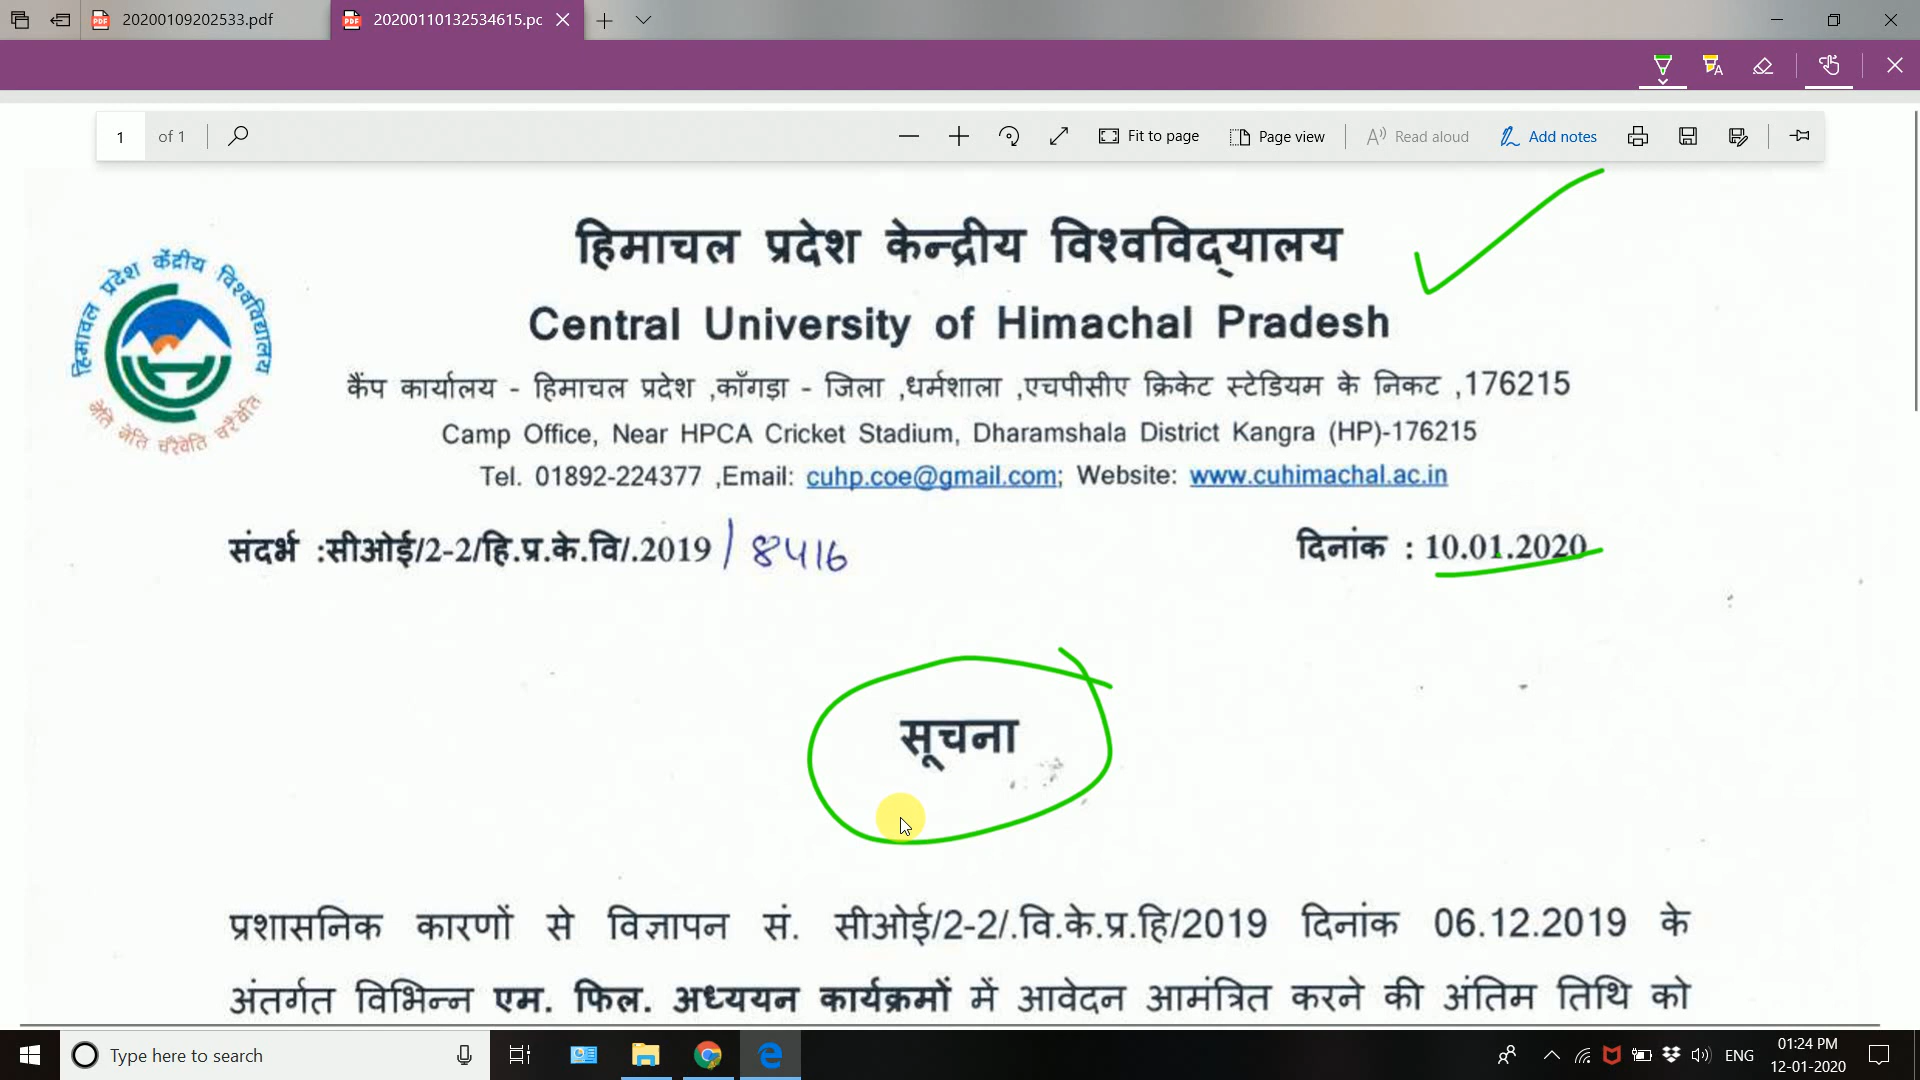 20200109202533.pdf
20200110132534615.pc
1 of 1
Fit to page
Page view
Read aloud
Add notes
हिमाचल प्रदेश केन्द्रीय विश्वविद्यालय
Central University of Himachal Pradesh
हिमाचल प्रदेश केंद्रीय विश्वविद्यालय
कैंप कार्यालय - हिमाचल प्रदेश ,काँगड़ा - जिला ,धर्मशाला ,एचपीसीए क्रिकेट स्टेडियम के निकट ,176215
Camp Office, Near HPCA Cricket Stadium, Dharamshala District Kangra (HP)-176215
Tel. 01892-224377 ,Email: cuhp.coe@gmail.com; Website: www.cuhimachal.ac.in
संदर्भ :सीओई/2-2/हि.प्र.के.वि/.2019 / 8416
दिनांक : 10.01.2020
सूचना
प्रशासनिक कारणों से विज्ञापन सं. सीओई/2-2/.वि.के.प्र.हि/2019 दिनांक 06.12.2019 के
अंतर्गत विभिन्न एम. फिल. अध्ययन कार्यक्रमों में आवेदन आमंत्रित करने की अंतिम तिथि को
Type here to search
ENG
01:24 PM
12-01-2020